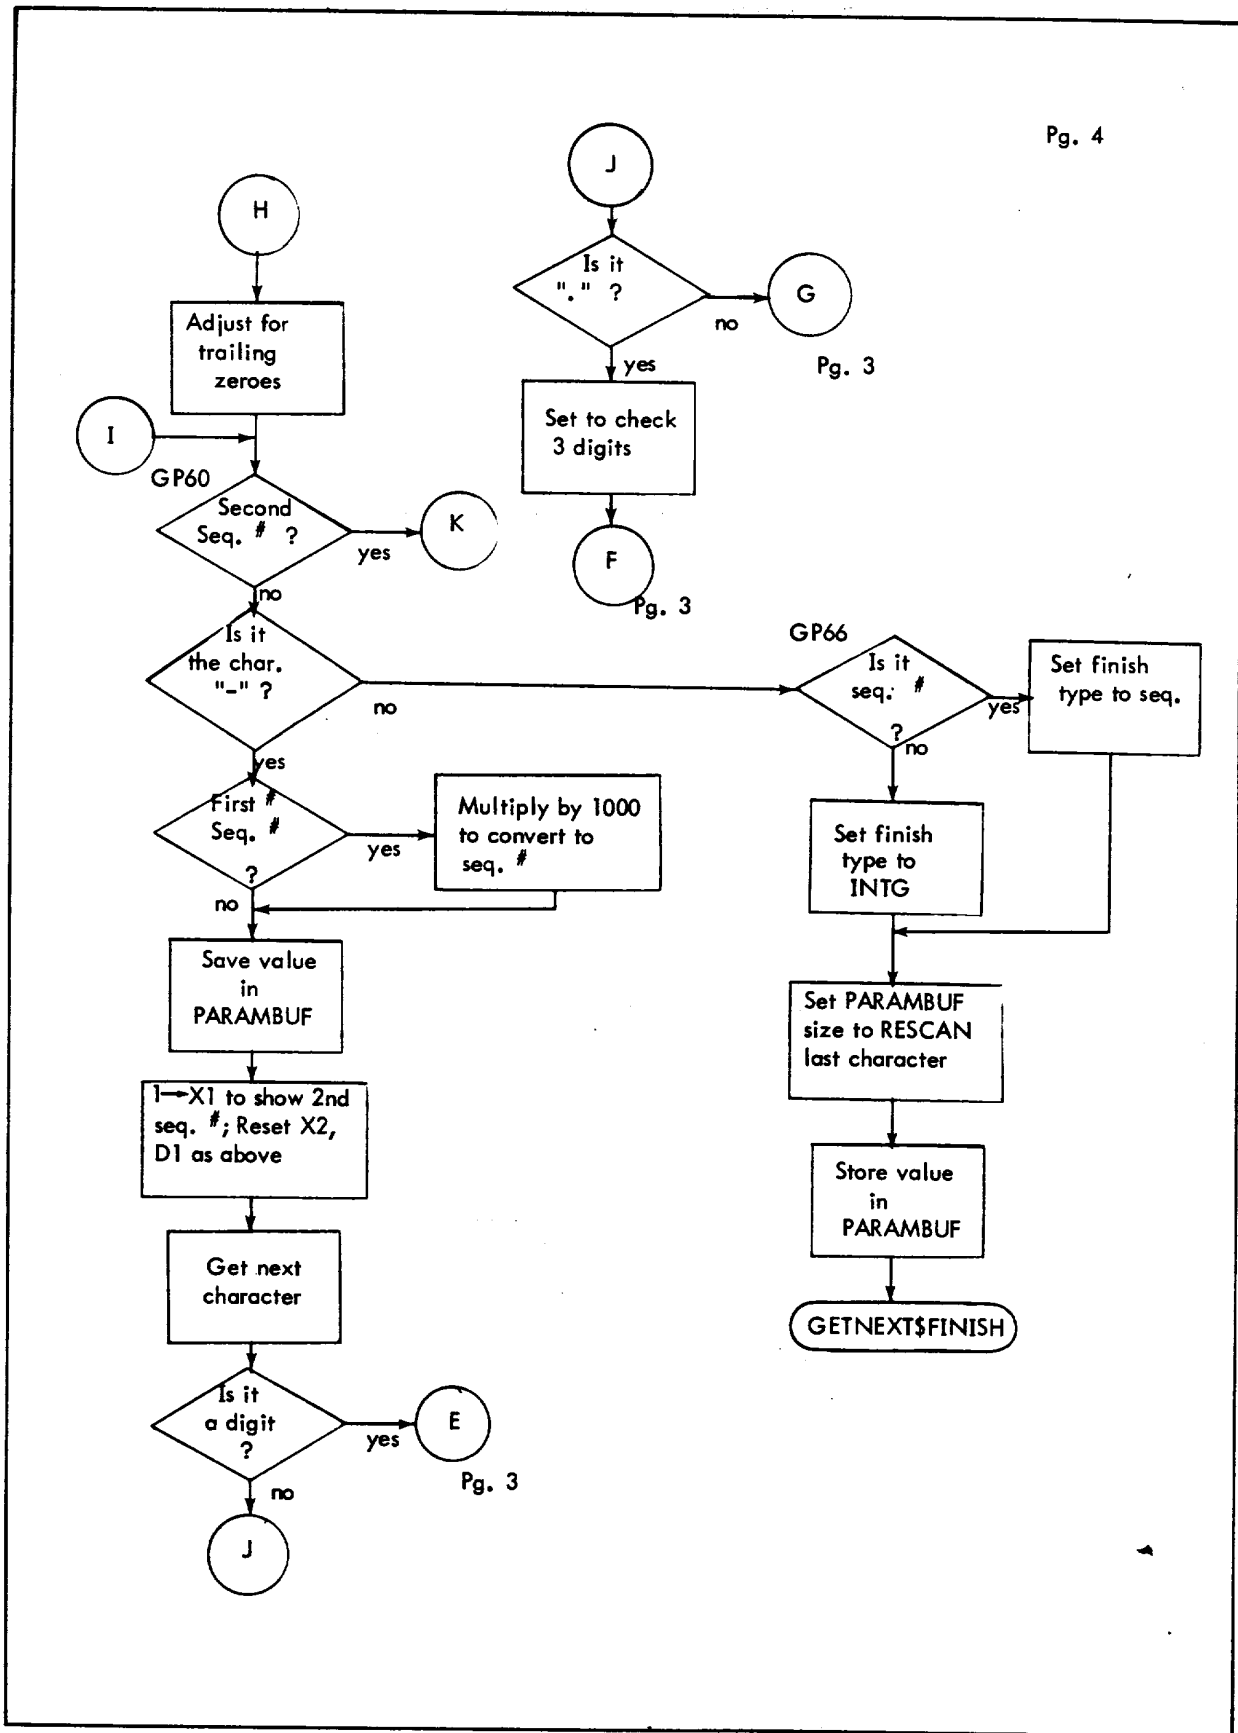 Pg. 4
J
H
Is it
"." ?
G
no
Pg. 3
yes
Adjust for
trailing
zeroes
Set to check
3 digits
I
GP60
Second
Seq. # ?
K
yes
no
F
Pg. 3
Is it
the char.
"-" ?
no
yes
GP66
Is it
seq. #
?
yes
no
Set finish
type to seq.
First #
Seq. #
?
yes
no
Multiply by 1000
to convert to
seq. #
Set finish
type to
INTG
Save value
in
PARAMBUF
Set PARAMBUF
size to RESCAN
last character
1→X1 to show 2nd
seq. #; Reset X2,
D1 as above
Store value
in
PARAMBUF
Get next
character
GETNEXT$FINISH
Is it
a digit
?
yes
E
Pg. 3
no
J